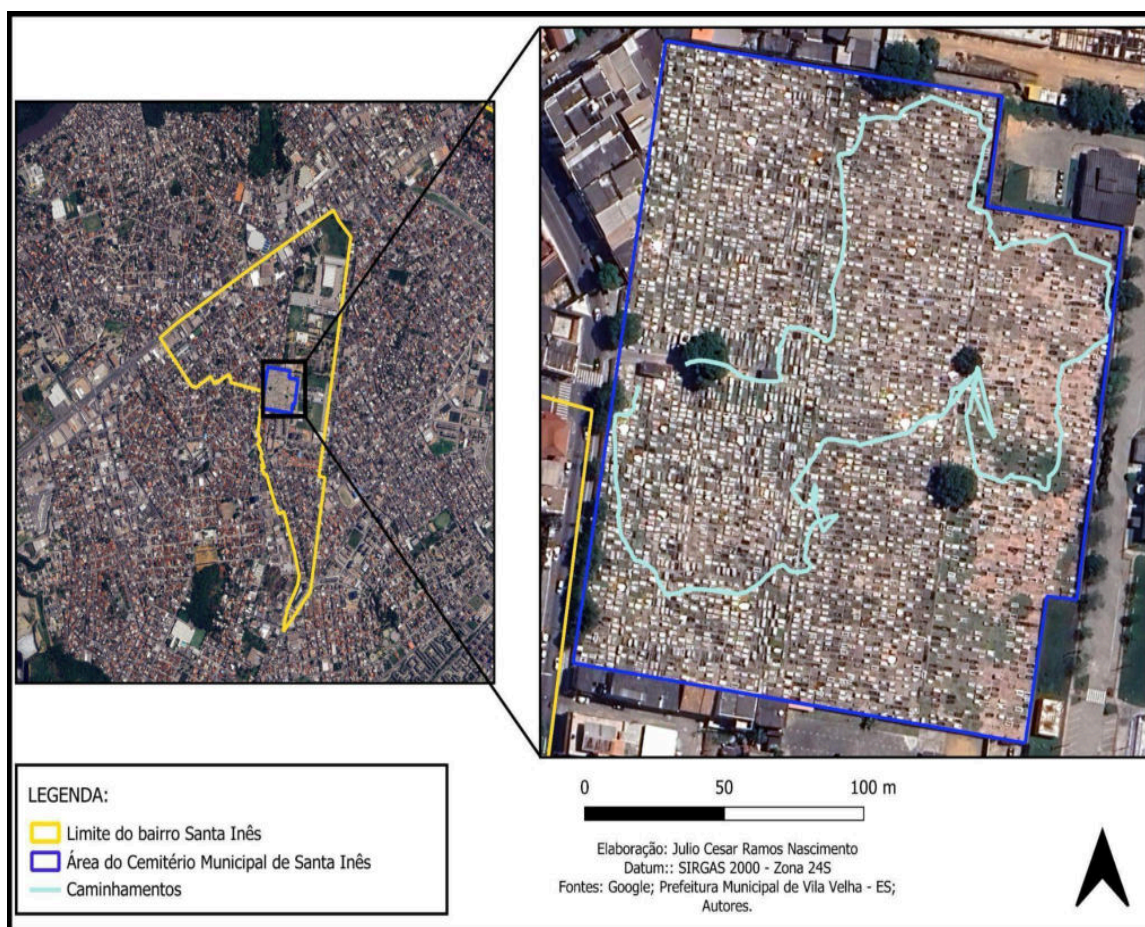 LEGENDA:
Limite do bairro Santa Inês
Área do Cemitério Municipal de Santa Inês
Caminhamentos
0 50 100 m
Elaboração: Julio Cesar Ramos Nascimento
Datum:: SIRGAS 2000 - Zona 24S
Fontes: Google; Prefeitura Municipal de Vila Velha - ES;
Autores.